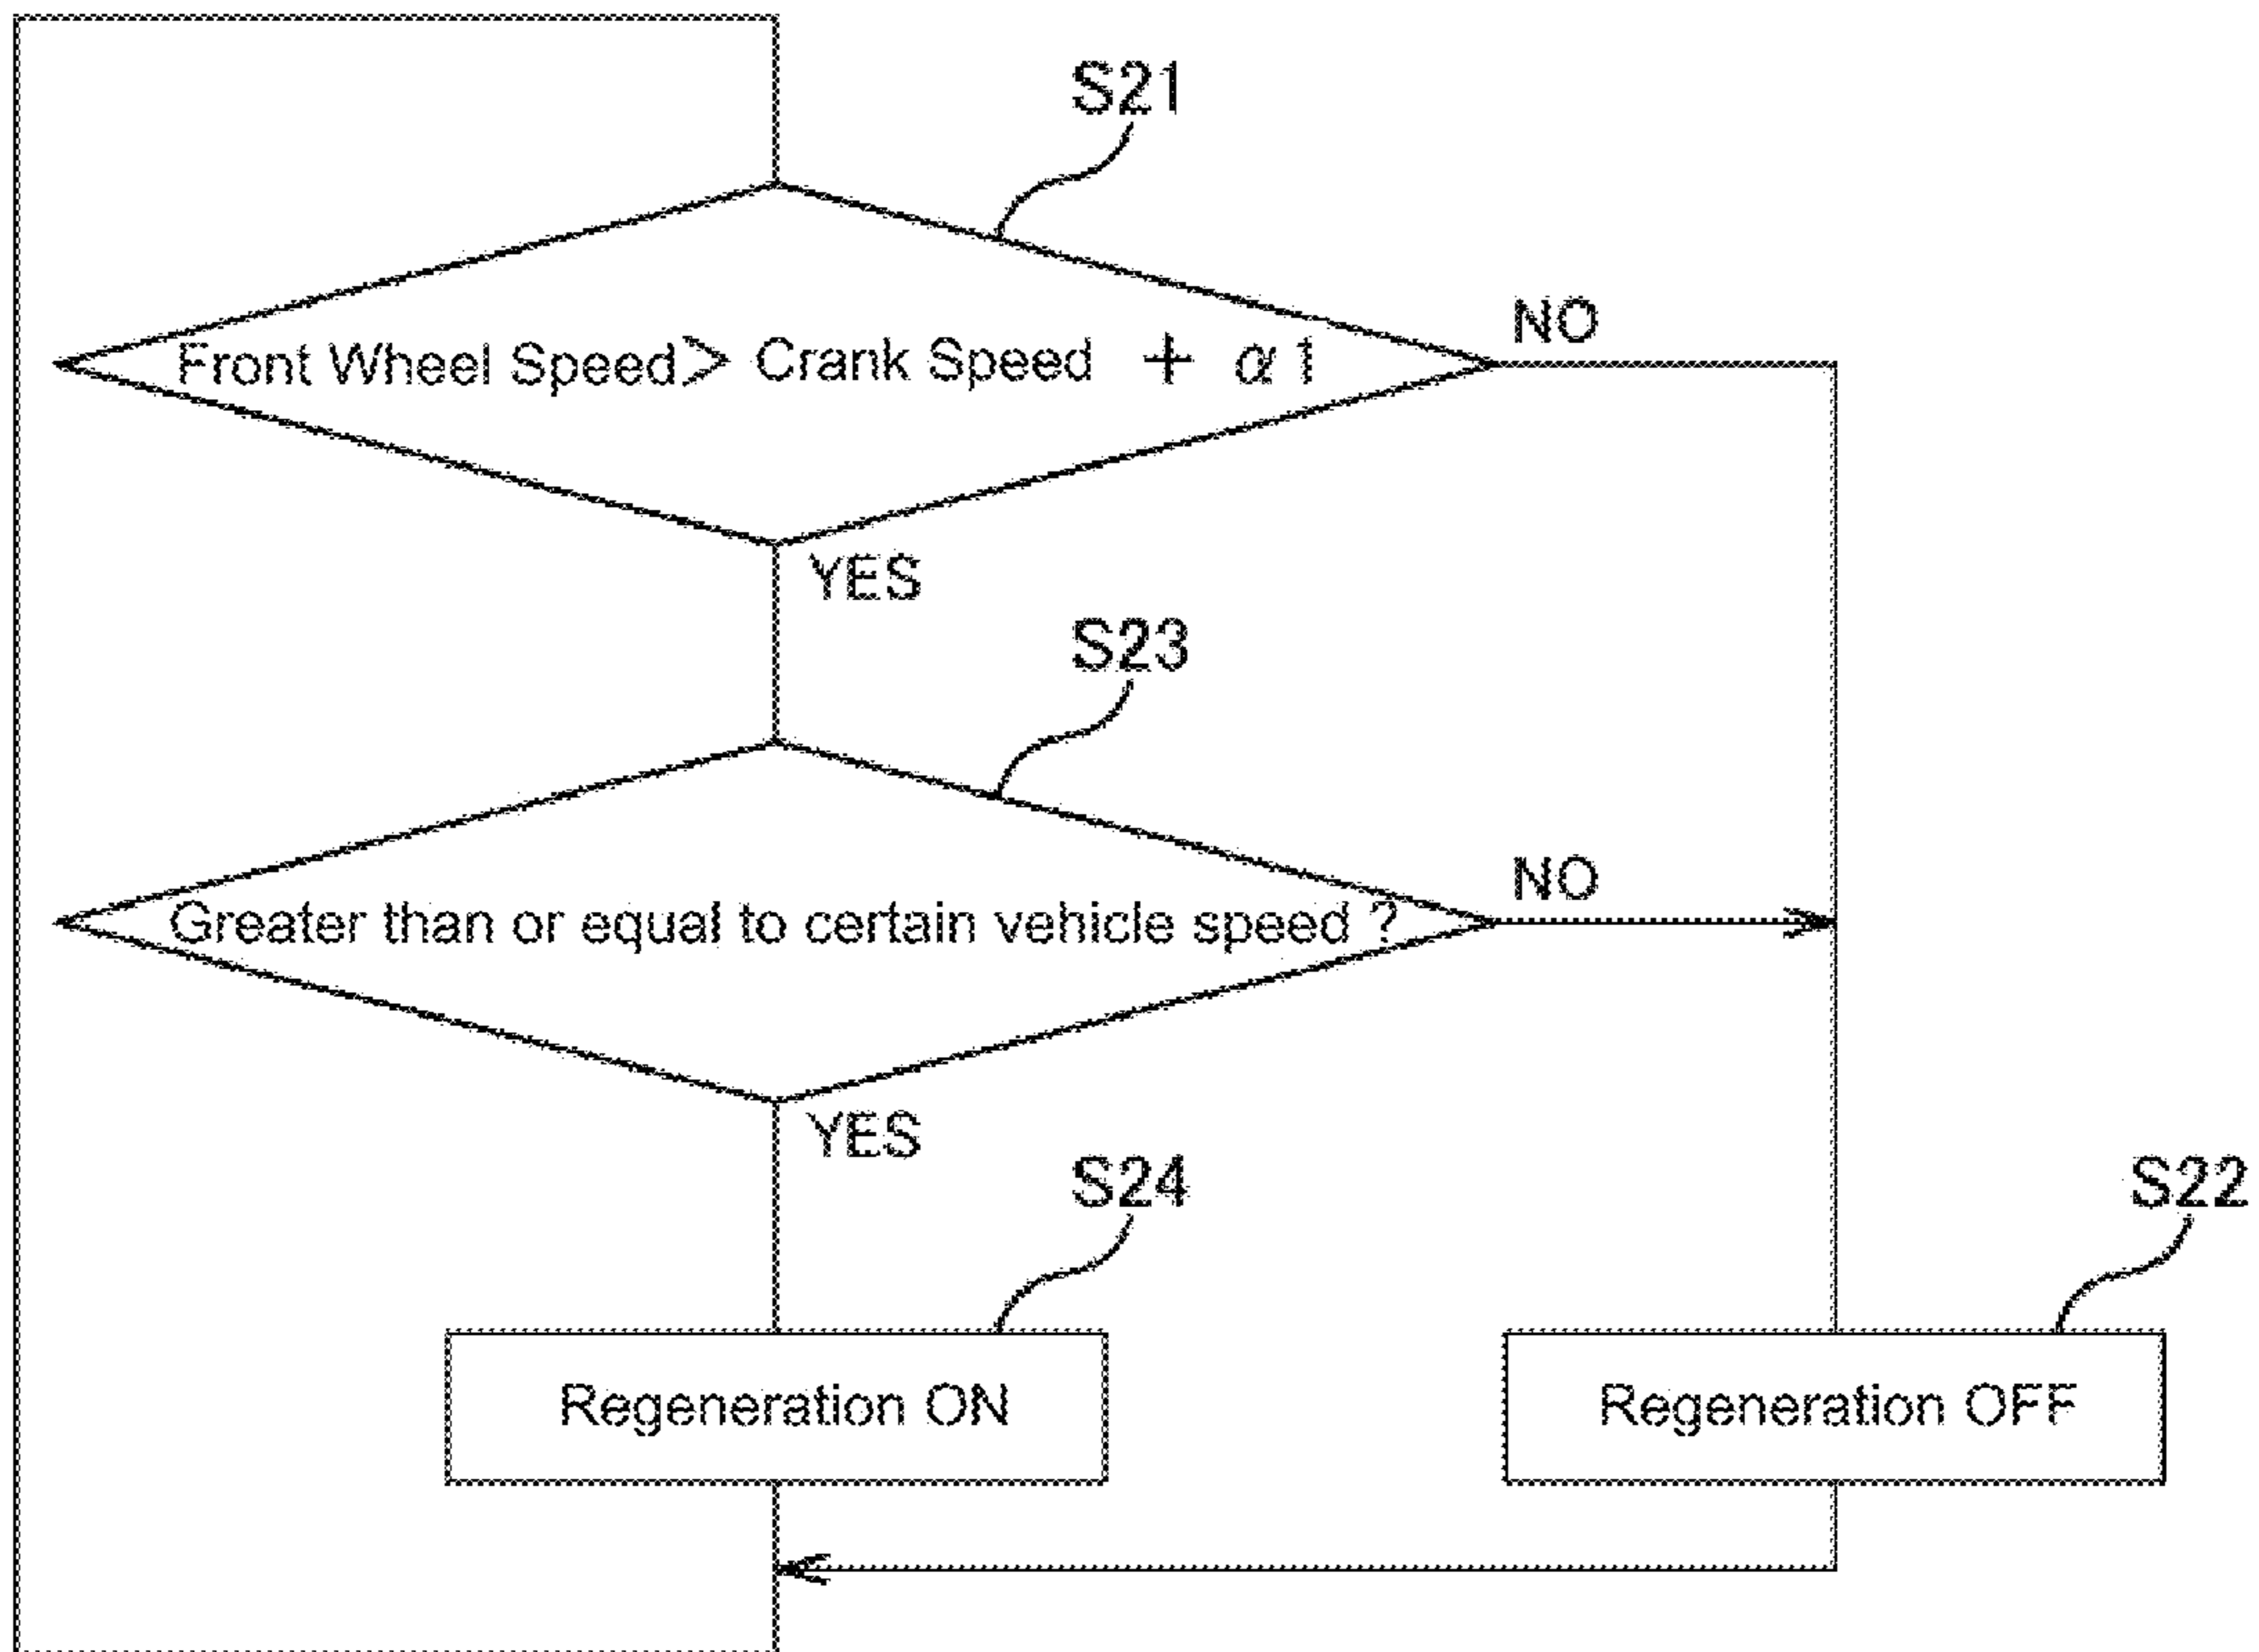 S21
Front Wheel Speed > Crank Speed + α1
NO
YES
S23
Greater than or equal to certain vehicle speed ?
NO
YES
S24
S22
Regeneration ON
Regeneration OFF